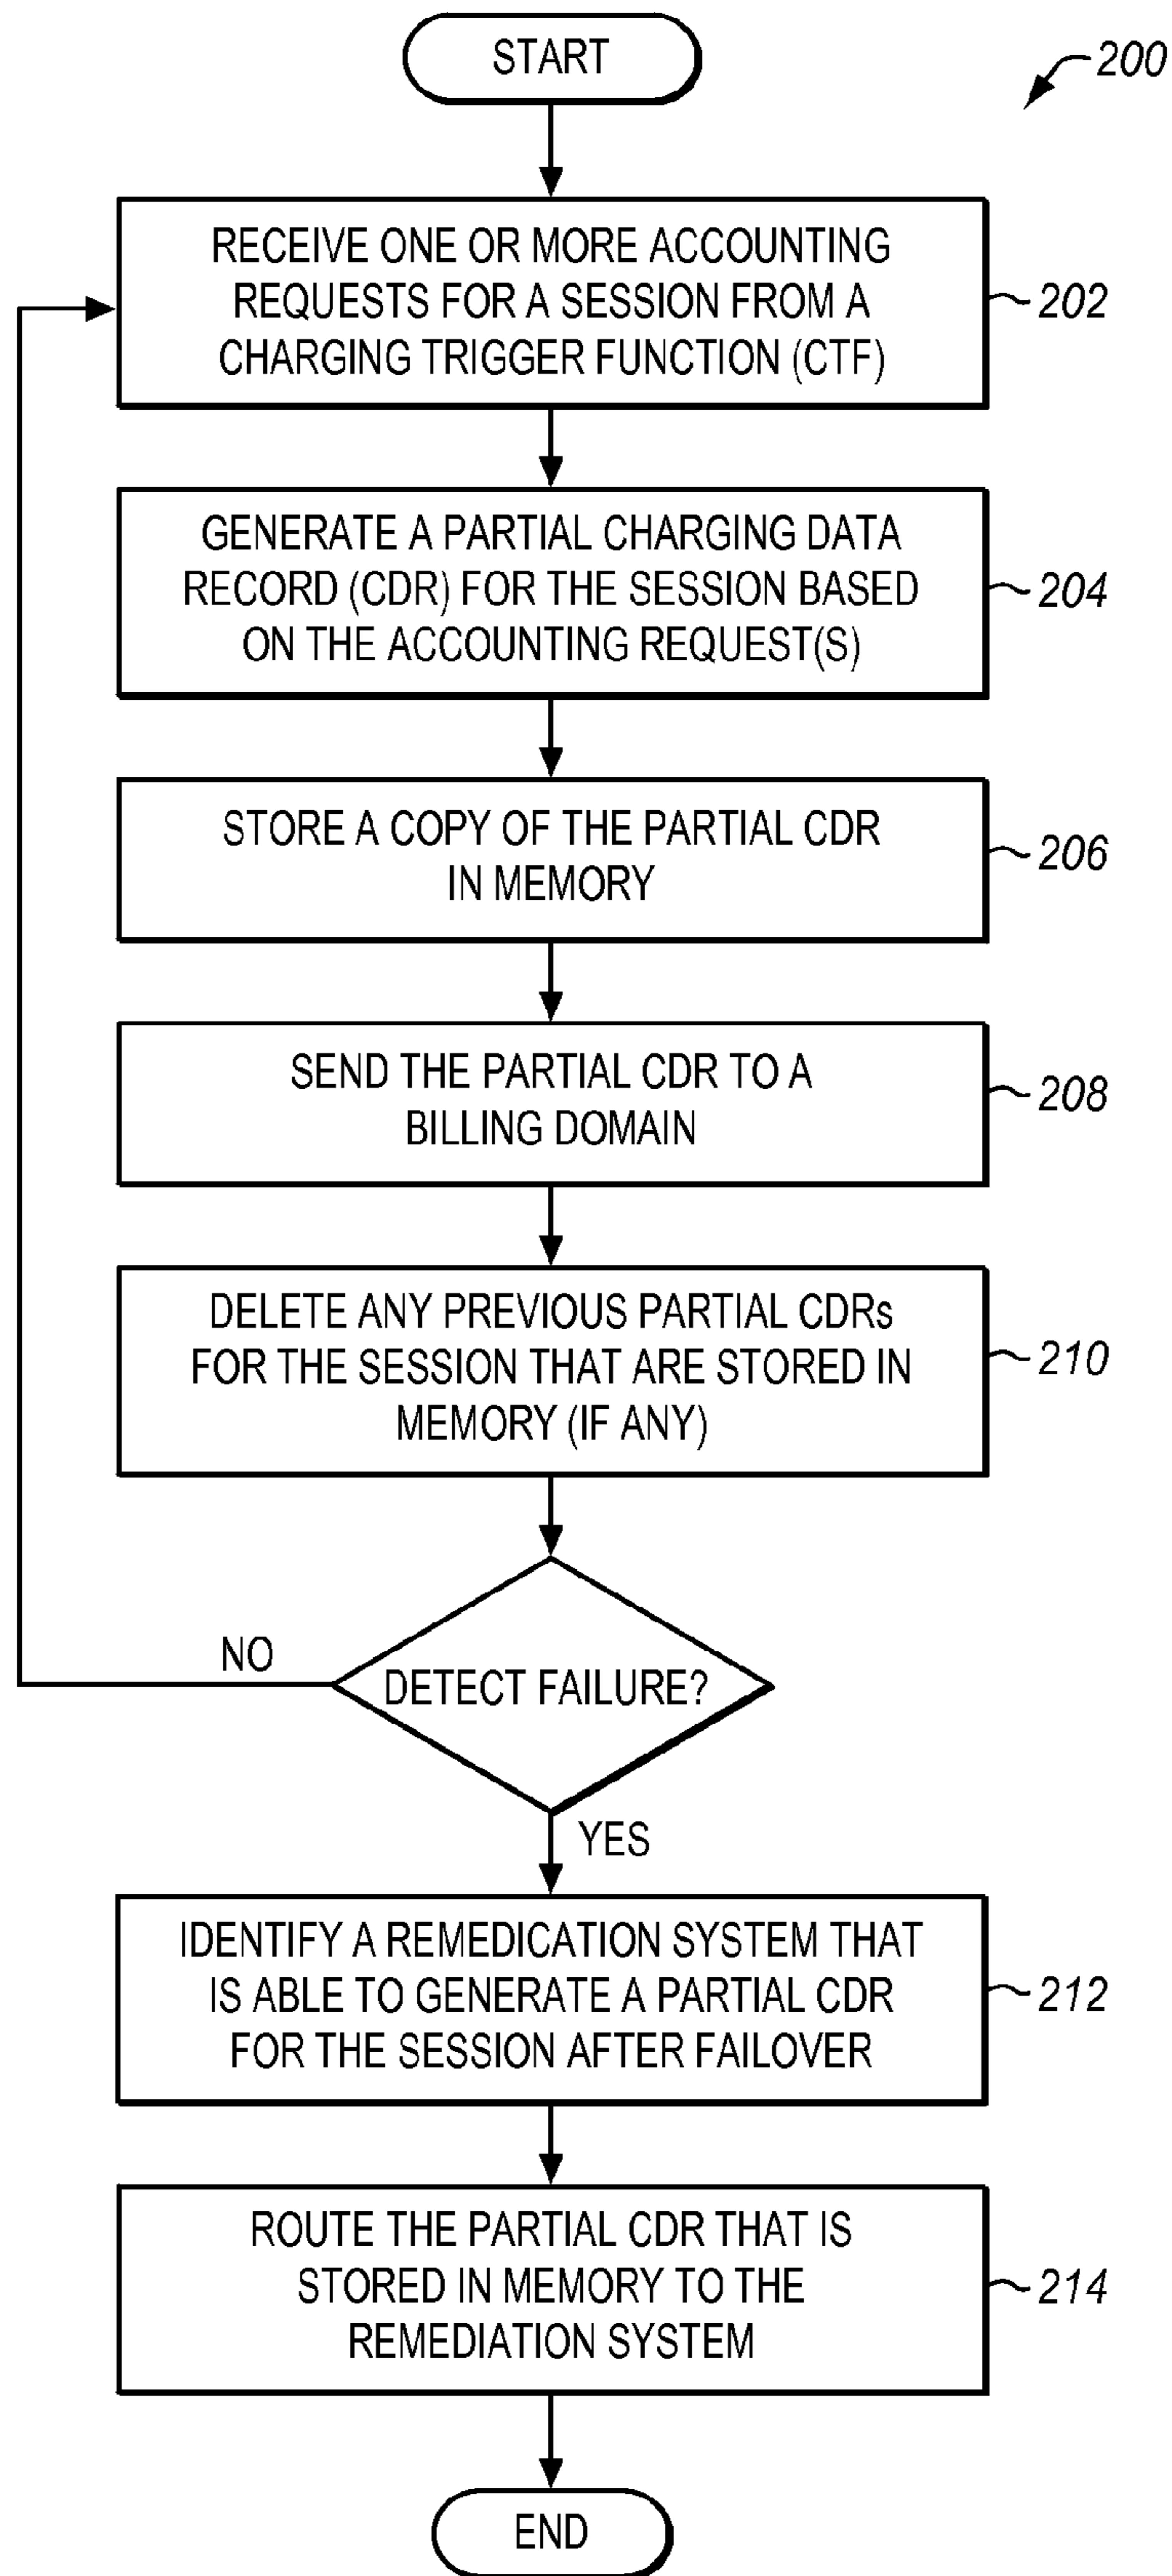 START
200
RECEIVE ONE OR MORE ACCOUNTING
REQUESTS FOR A SESSION FROM A
CHARGING TRIGGER FUNCTION (CTF)
202
GENERATE A PARTIAL CHARGING DATA
RECORD (CDR) FOR THE SESSION BASED
ON THE ACCOUNTING REQUEST(S)
204
STORE A COPY OF THE PARTIAL CDR
IN MEMORY
206
SEND THE PARTIAL CDR TO A
BILLING DOMAIN
208
DELETE ANY PREVIOUS PARTIAL CDRs
FOR THE SESSION THAT ARE STORED IN
MEMORY (IF ANY)
210
NO
DETECT FAILURE?
YES
IDENTIFY A REMEDICATION SYSTEM THAT
IS ABLE TO GENERATE A PARTIAL CDR
FOR THE SESSION AFTER FAILOVER
212
ROUTE THE PARTIAL CDR THAT IS
STORED IN MEMORY TO THE
REMEDIATION SYSTEM
214
END